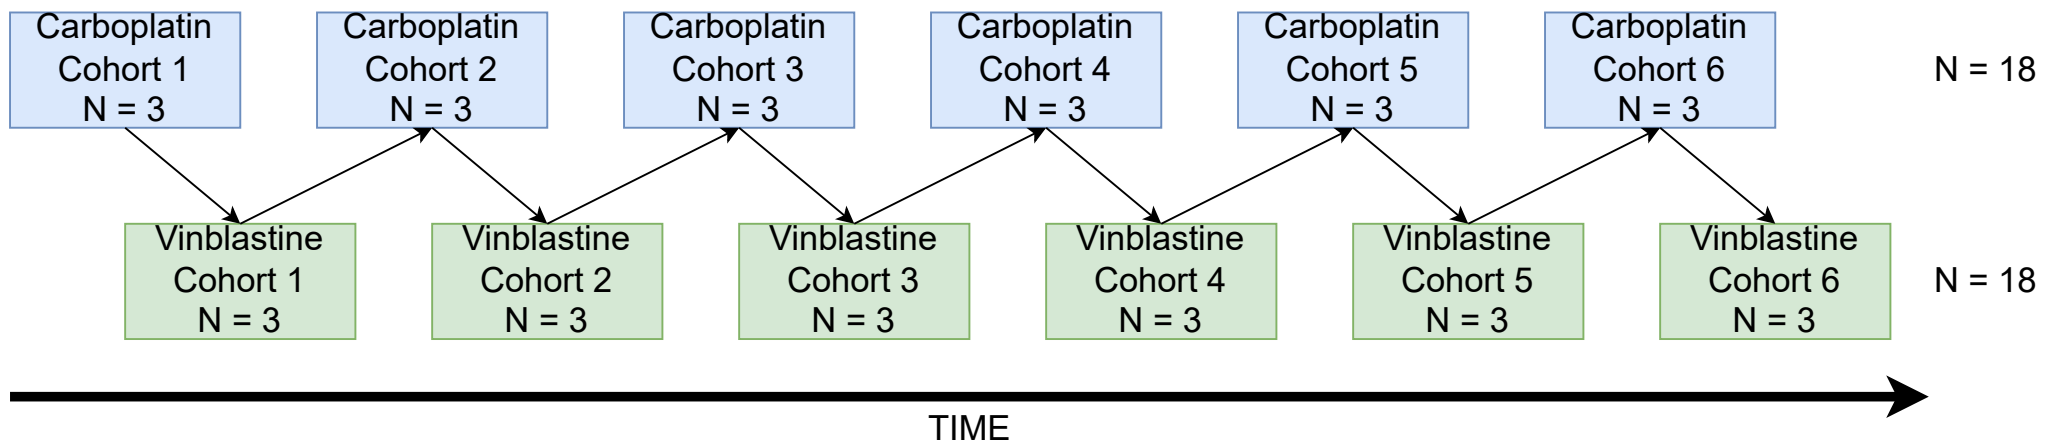 Carboplatin
Cohort 1
N = 3
Carboplatin
Cohort 2
N = 3
Carboplatin
Cohort 3
N = 3
Carboplatin
Cohort 4
N = 3
Carboplatin
Cohort 5
N = 3
Carboplatin
Cohort 6
N = 3
N = 18
Vinblastine
Cohort 1
N = 3
Vinblastine
Cohort 2
N = 3
Vinblastine
Cohort 3
N = 3
Vinblastine
Cohort 4
N = 3
Vinblastine
Cohort 5
N = 3
Vinblastine
Cohort 6
N = 3
N = 18
TIME